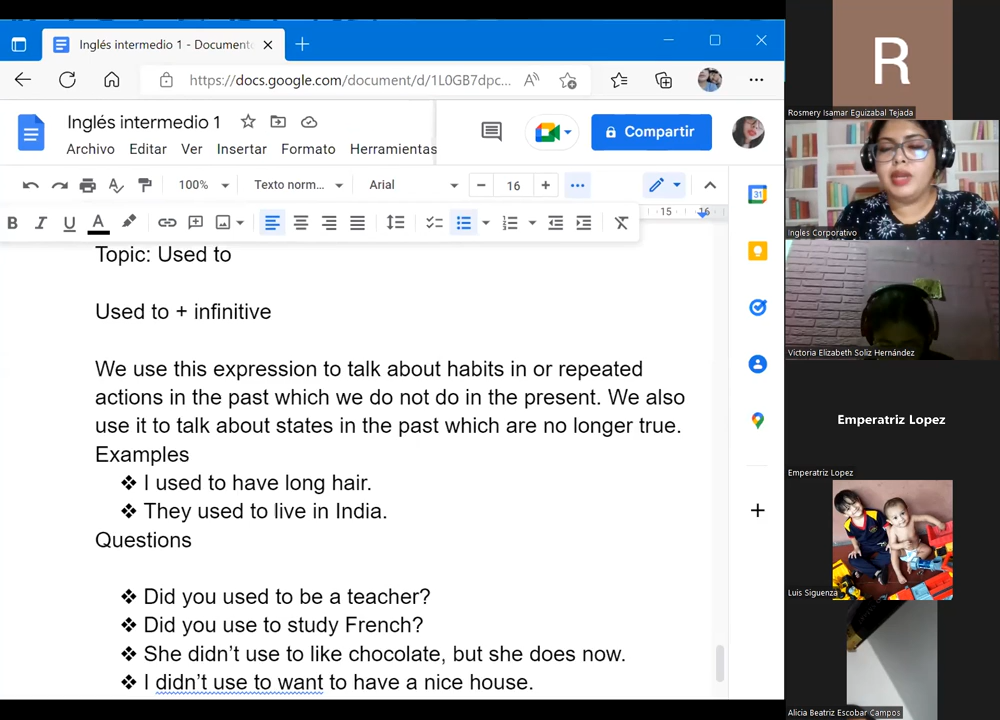 Inglés intermedio 1 - Documento
https://docs.google.com/document/d/1L0GB7dpc...
Inglés intermedio 1
Compartir
Archivo Editar Ver Insertar Formato Herramientas
100% Texto norm... Arial 16
15 16
Topic: Used to
Used to + infinitive
We use this expression to talk about habits in or repeated
actions in the past which we do not do in the present. We also
use it to talk about states in the past which are no longer true.
Examples
❖ I used to have long hair.
❖ They used to live in India.
Questions
❖ Did you used to be a teacher?
❖ Did you use to study French?
❖ She didn’t use to like chocolate, but she does now.
❖ I didn’t use to want to have a nice house.
31
R
Rosmery Isamar Eguizabal Tejada
Inglés Corporativo
Victoria Elizabeth Soliz Hernández
Emperatriz Lopez
Emperatriz Lopez
Luis Siguenza
Alicia Beatriz Escobar Campos